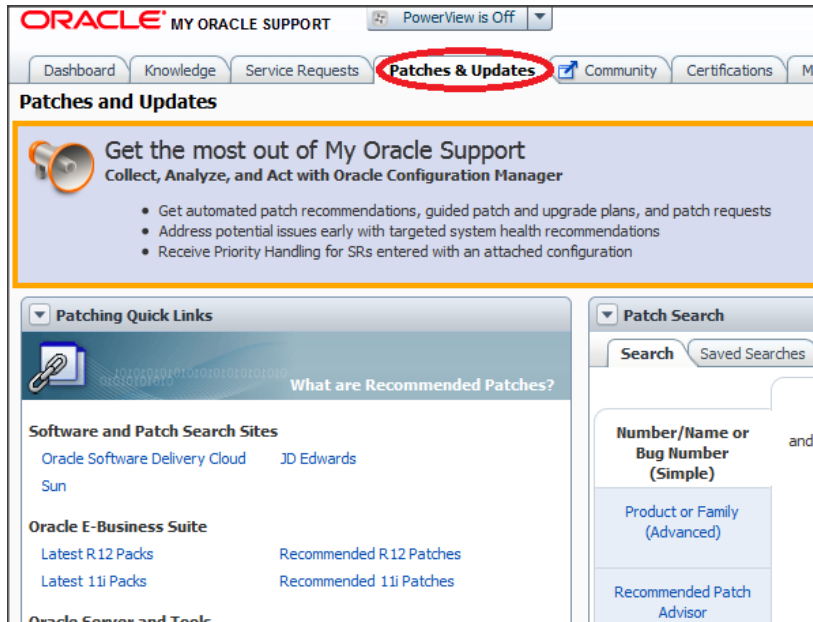 ORACLE MY ORACLE SUPPORT PowerView is Off
Dashboard Knowledge Service Requests Patches & Updates Community Certifications M
Patches and Updates
Get the most out of My Oracle Support
Collect, Analyze, and Act with Oracle Configuration Manager
• Get automated patch recommendations, guided patch and upgrade plans, and patch requests
• Address potential issues early with targeted system health recommendations
• Receive Priority Handling for SRs entered with an attached configuration
Patching Quick Links
What are Recommended Patches?
Software and Patch Search Sites
Oracle Software Delivery Cloud JD Edwards
Sun
Oracle E-Business Suite
Latest R12 Packs Recommended R12 Patches
Latest 11i Packs Recommended 11i Patches
Oracle Server and Tools
Patch Search
Search Saved Searches
Number/Name or
Bug Number
(Simple)
and
Product or Family
(Advanced)
Recommended Patch
Advisor